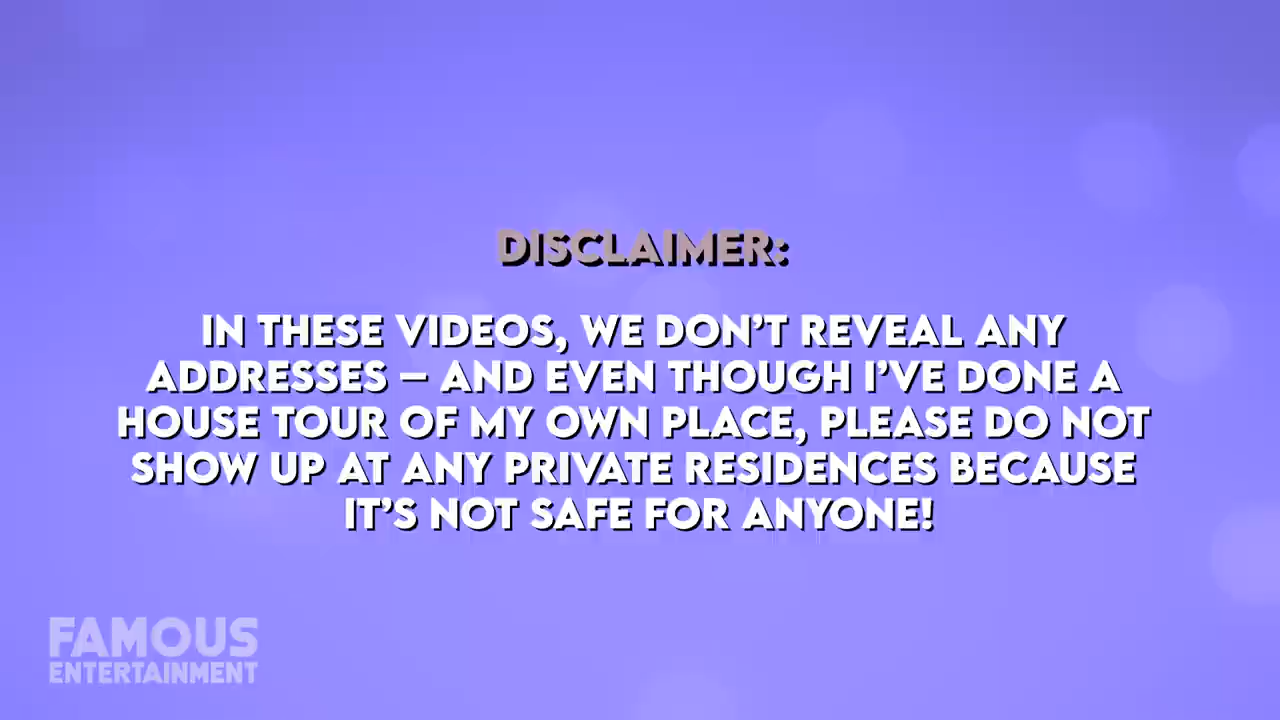 DISCLAIMER:
IN THESE VIDEOS, WE DON'T REVEAL ANY
ADDRESSES – AND EVEN THOUGH I'VE DONE A
HOUSE TOUR OF MY OWN PLACE, PLEASE DO NOT
SHOW UP AT ANY PRIVATE RESIDENCES BECAUSE
IT'S NOT SAFE FOR ANYONE!
FAMOUS
ENTERTAINMENT